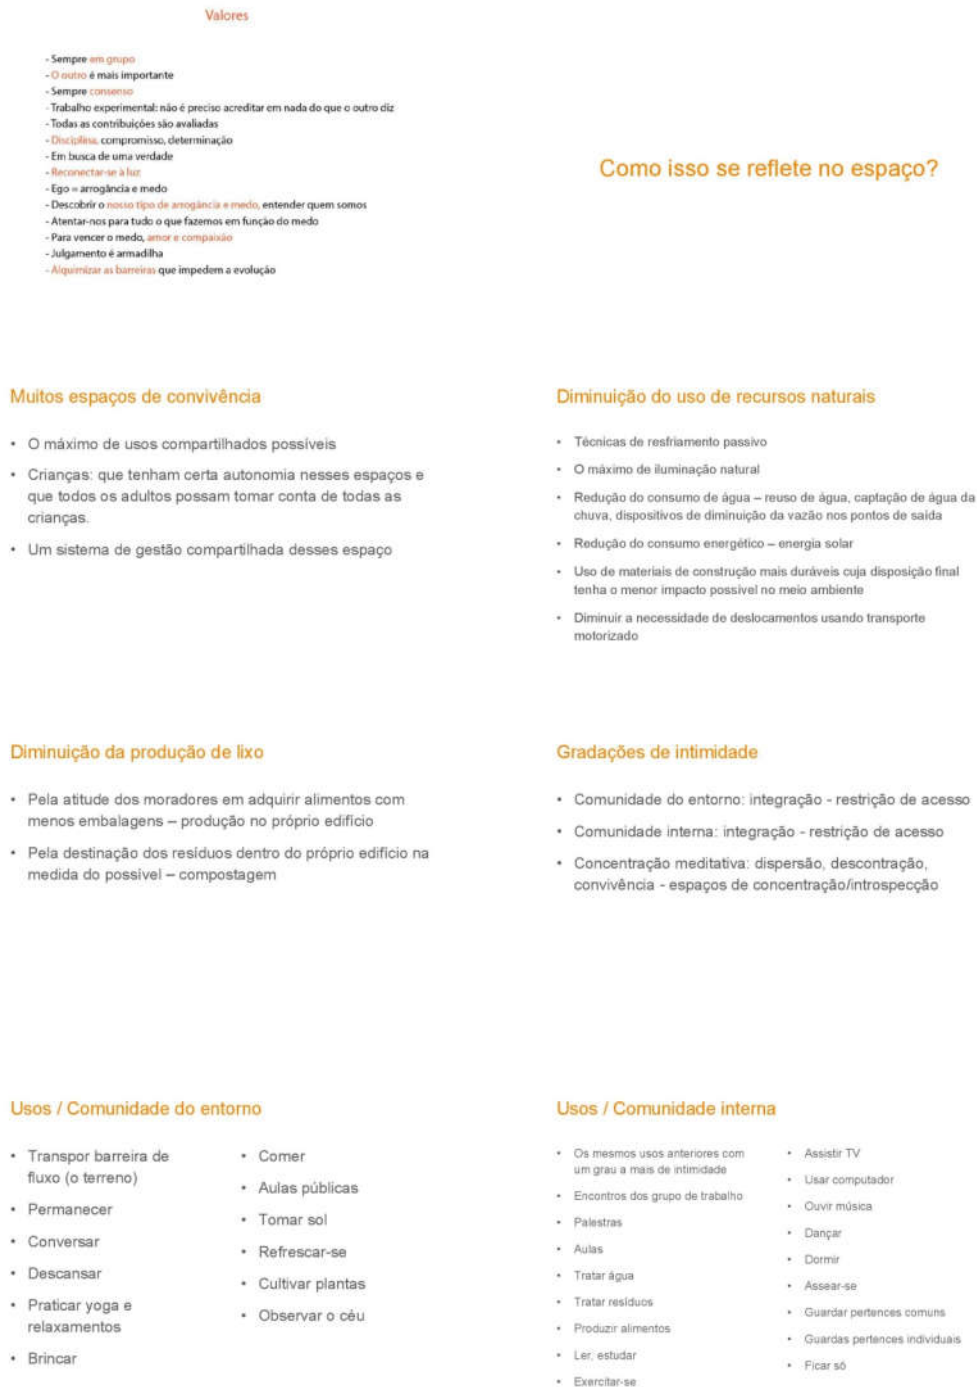 Valores
- Sempre em grupo
- O outro é mais importante
- Sempre consenso
- Trabalho experimental: não é preciso acreditar em nada do que o outro diz
- Todas as contribuições são avaliadas
- Disciplina, compromisso, determinação
- Em busca de uma verdade
- Reconectar-se à luz
- Ego = arrogância e medo
- Descobrir o nosso tipo de arrogância e medo, entender quem somos
- Atentar-nos para tudo o que fazemos em função do medo
- Para vencer o medo, amor e compaixão
- Julgamento é armadilha
- Alquimizar as barreiras que impedem a evolução
Como isso se reflete no espaço?
Muitos espaços de convivência
• O máximo de usos compartilhados possíveis
• Crianças: que tenham certa autonomia nesses espaços e
que todos os adultos possam tomar conta de todas as
crianças.
• Um sistema de gestão compartilhada desses espaço
Diminuição do uso de recursos naturais
• Técnicas de resfriamento passivo
• O máximo de iluminação natural
• Redução do consumo de água – reuso de água, captação de água da
chuva, dispositivos de diminuição da vazão nos pontos de saída
• Redução do consumo energético – energia solar
• Uso de materiais de construção mais duráveis cuja disposição final
tenha o menor impacto possível no meio ambiente
• Diminuir a necessidade de deslocamentos usando transporte
motorizado
Diminuição da produção de lixo
• Pela atitude dos moradores em adquirir alimentos com
menos embalagens – produção no próprio edifício
• Pela destinação dos resíduos dentro do próprio edifício na
medida do possível – compostagem
Gradações de intimidade
• Comunidade do entorno: integração - restrição de acesso
• Comunidade interna: integração - restrição de acesso
• Concentração meditativa: dispersão, descontração,
convivência - espaços de concentração/introspecção
Usos / Comunidade do entorno
• Transpor barreira de
fluxo (o terreno)
• Permanecer
• Conversar
• Descansar
• Praticar yoga e
relaxamentos
• Brincar
• Comer
• Aulas públicas
• Tomar sol
• Refrescar-se
• Cultivar plantas
• Observar o céu
Usos / Comunidade interna
• Os mesmos usos anteriores com
um grau a mais de intimidade
• Encontros dos grupo de trabalho
• Palestras
• Aulas
• Tratar água
• Tratar resíduos
• Produzir alimentos
• Ler, estudar
• Exercitar-se
• Assistir TV
• Usar computador
• Ouvir música
• Dançar
• Dormir
• Assear-se
• Guardar pertences comuns
• Guardas pertences individuais
• Ficar só